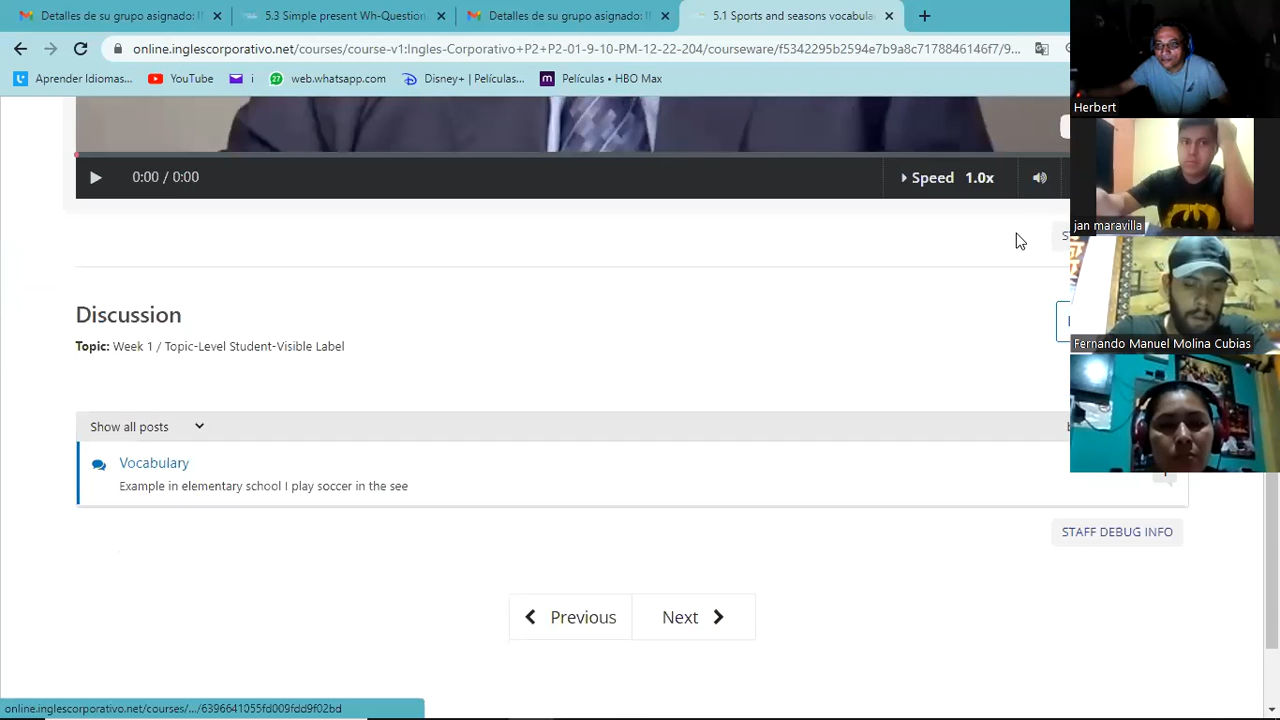 Detalles de su grupo asignado: I
5.3 Simple present Wh-Question
Detalles de su grupo asignado: I
5.1 Sports and seasons vocabula
online.inglescorporativo.net/courses/course-v1:Ingles-Corporativo+P2+P2-01-9-10-PM-12-22-204/courseware/f5342295b2594e7b9a8c7178846146f7/9...
Aprender Idiomas...
YouTube
i
web.whatsapp.com
Disney+ | Películas...
Películas – HBO Max
Herbert
0:00 / 0:00
Speed 1.0x
jan maravilla
Discussion
Topic: Week 1 / Topic-Level Student-Visible Label
Fernando Manuel Molina Cubias
Show all posts
Vocabulary
Example in elementary school I play soccer in the see
STAFF DEBUG INFO
Previous
Next
online.inglescorporativo.net/courses/.../6396641055fd009fdd9f02bd